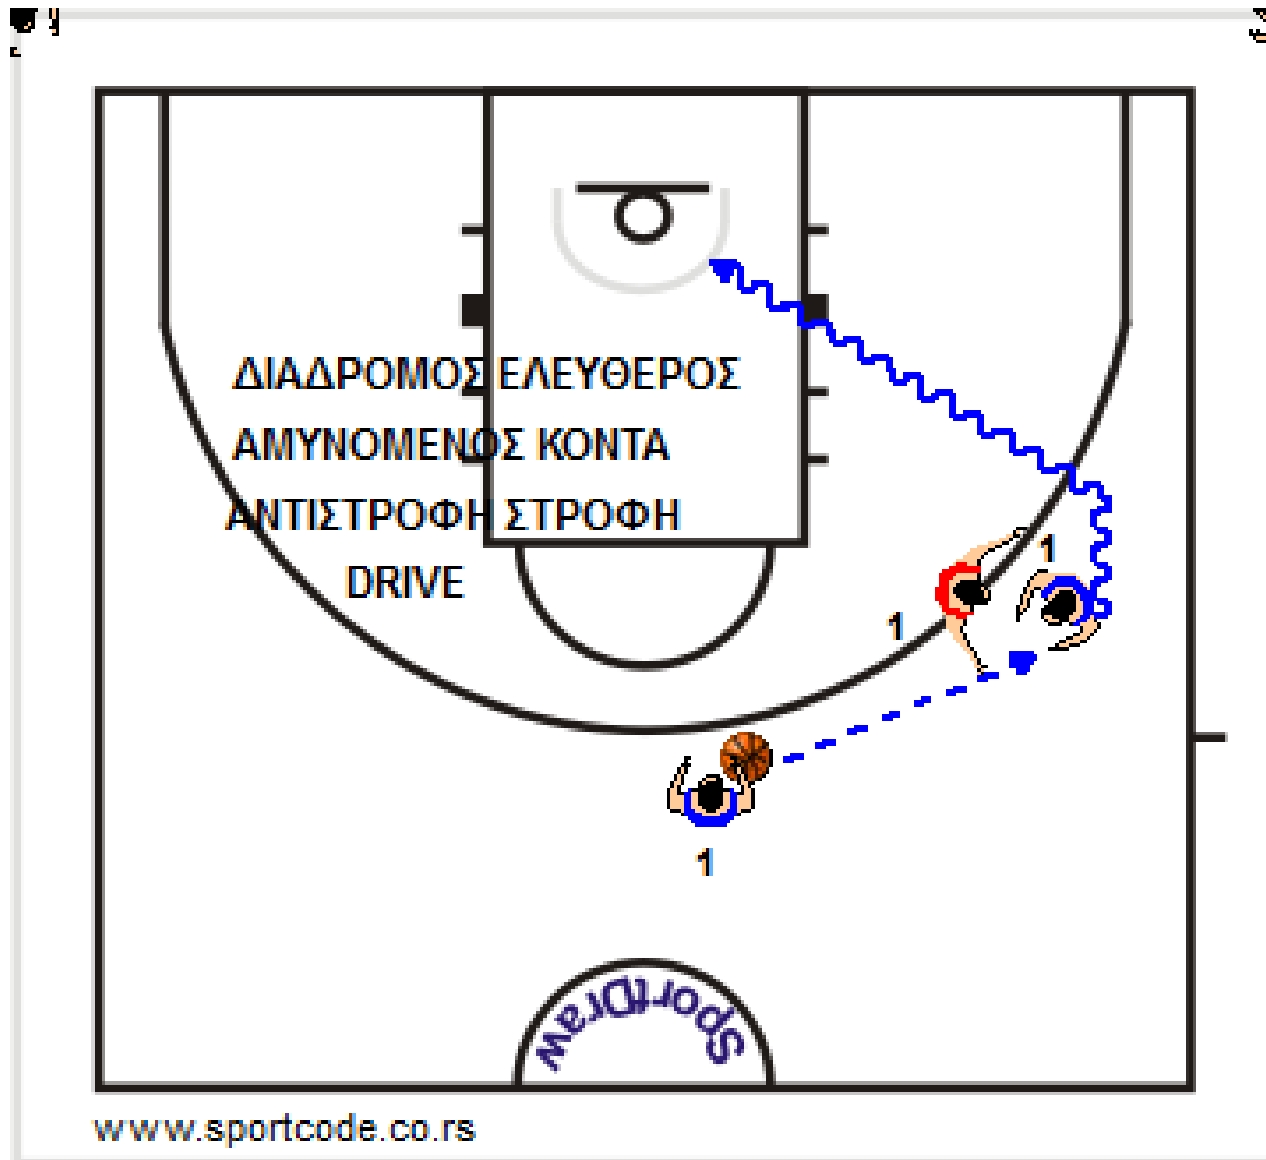 ΔΙΑΔΡΟΜΟΣ ΕΛΕΥΘΕΡΟΣ
ΑΜΥΝΟΜΕΝΟΣ ΚΟΝΤΑ
ΑΝΤΙΣΤΡΟΦΗ ΣΤΡΟΦΗ
DRIVE
1
1
1
SportDraw
www.sportcode.co.rs